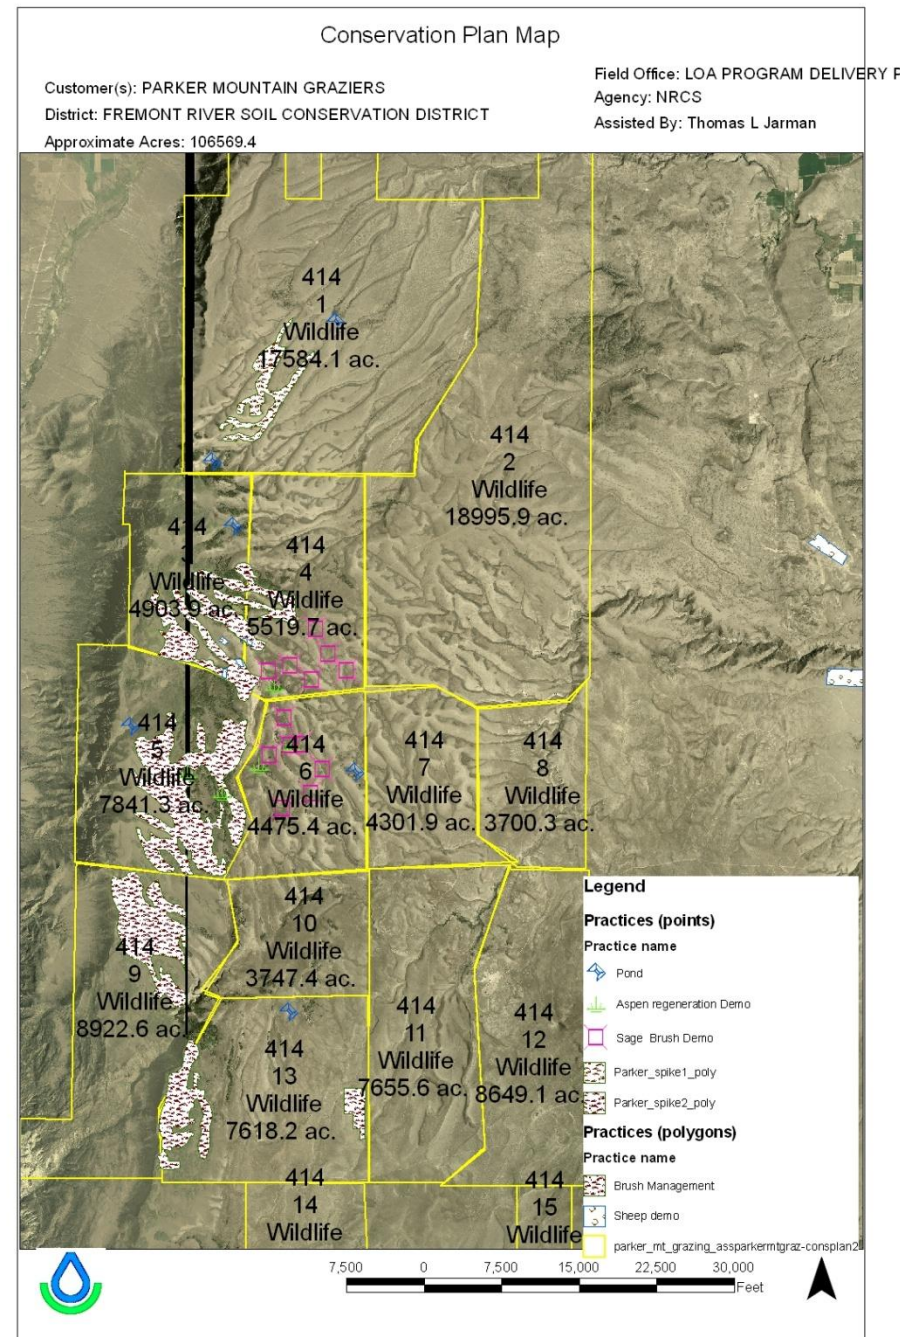 Conservation Plan Map
Customer(s): PARKER MOUNTAIN GRAZIERS
District: FREMONT RIVER SOIL CONSERVATION DISTRICT
Approximate Acres: 106569.4
Field Office: LOA PROGRAM DELIVERY P
Agency: NRCS
Assisted By: Thomas L Jarman
414
1
Wildlife
17584.1 ac.
414
2
Wildlife
18995.9 ac.
414
3
Wildlife
4903.9 ac.
414
4
Wildlife
5519.7 ac.
414
5
Wildlife
7841.3 ac.
414
6
Wildlife
4475.4 ac.
414
7
Wildlife
4301.9 ac.
414
8
Wildlife
3700.3 ac.
414
9
Wildlife
8922.6 ac.
414
10
Wildlife
3747.4 ac.
414
11
Wildlife
7655.6 ac.
414
12
Wildlife
8649.1 ac.
414
13
Wildlife
7618.2 ac.
414
14
Wildlife
414
15
Wildlife
Legend
Practices (points)
Practice name
Pond
Aspen regeneration Demo
Sage Brush Demo
Parker_spike1_poly
Parker_spike2_poly
Practices (polygons)
Practice name
Brush Management
Sheep demo
parker_mt_grazing_assparkermtgraz-consplan2
7,500 0 7,500 15,000 22,500 30,000
Feet